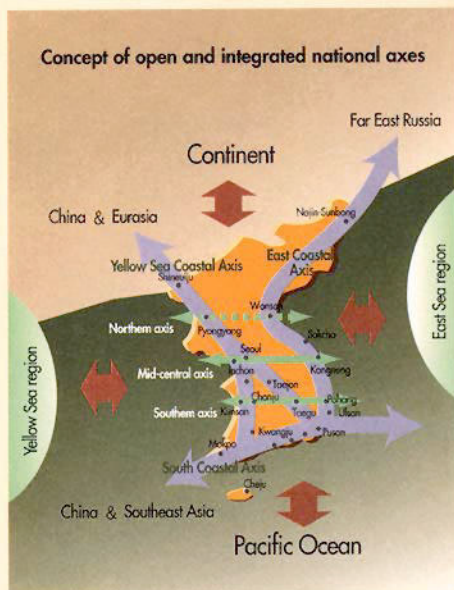 Concept of open and integrated national axes
Far East Russia
Continent
China & Eurasia
Najin-Sunbong
East Coastal
Axis
Yellow Sea Coastal Axis
Shineuiju
East Sea region
Wonsan
Northern axis
Pyongyang
Sokcho
Seoul
Mid-central axis
Inchon
Kangneung
Taejon
Yellow Sea region
Chonju
Pohang
Southern axis
Kunsan
Taegu
Ulsan
Kwangju
Pusan
Mokpo
South Coastal Axis
Cheju
China & Southeast Asia
Pacific Ocean